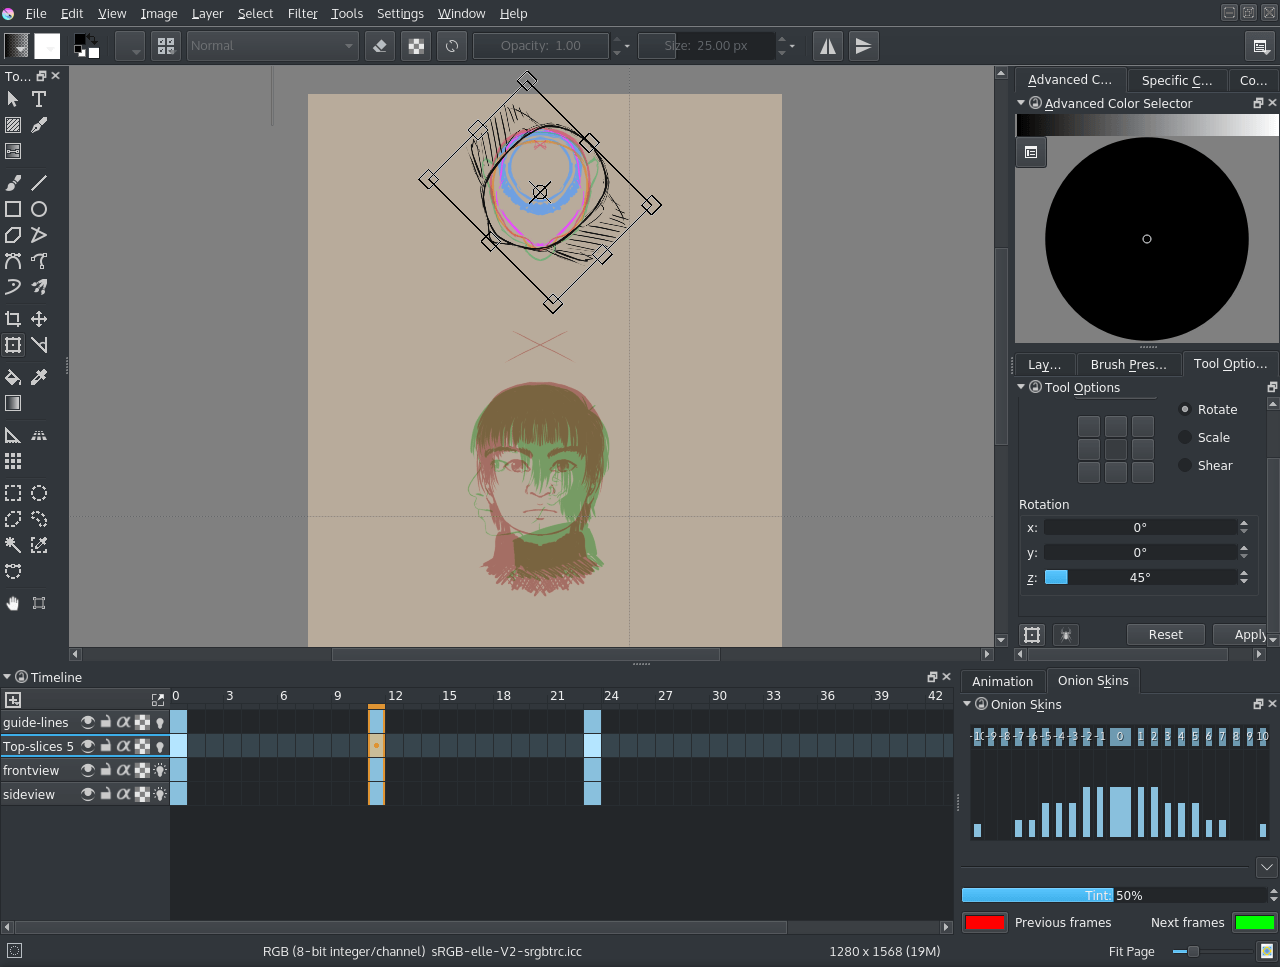 File Edit View Image Layer Select Filter Tools Settings Window Help
Normal Opacity: 1.00 Size: 25.00 px
To...
Advanced C... Specific C... Co...
Advanced Color Selector
Lay... Brush Pres... Tool Optio...
Tool Options
Rotate
Scale
Shear
Rotation
x: 0°
y: 0°
z: 45°
Reset Apply
Timeline
0 3 6 9 12 15 18 21 24 27 30 33 36 39 42
guide-lines
Top-slices 5
frontview
sideview
Animation Onion Skins
Onion Skins
-10 -9 -8 -7 -6 -5 -4 -3 -2 -1 0 1 2 3 4 5 6 7 8 9 10
Tint: 50%
Previous frames Next frames
RGB (8-bit integer/channel) sRGB-elle-V2-srgbtrc.icc 1280 x 1568 (19M) Fit Page